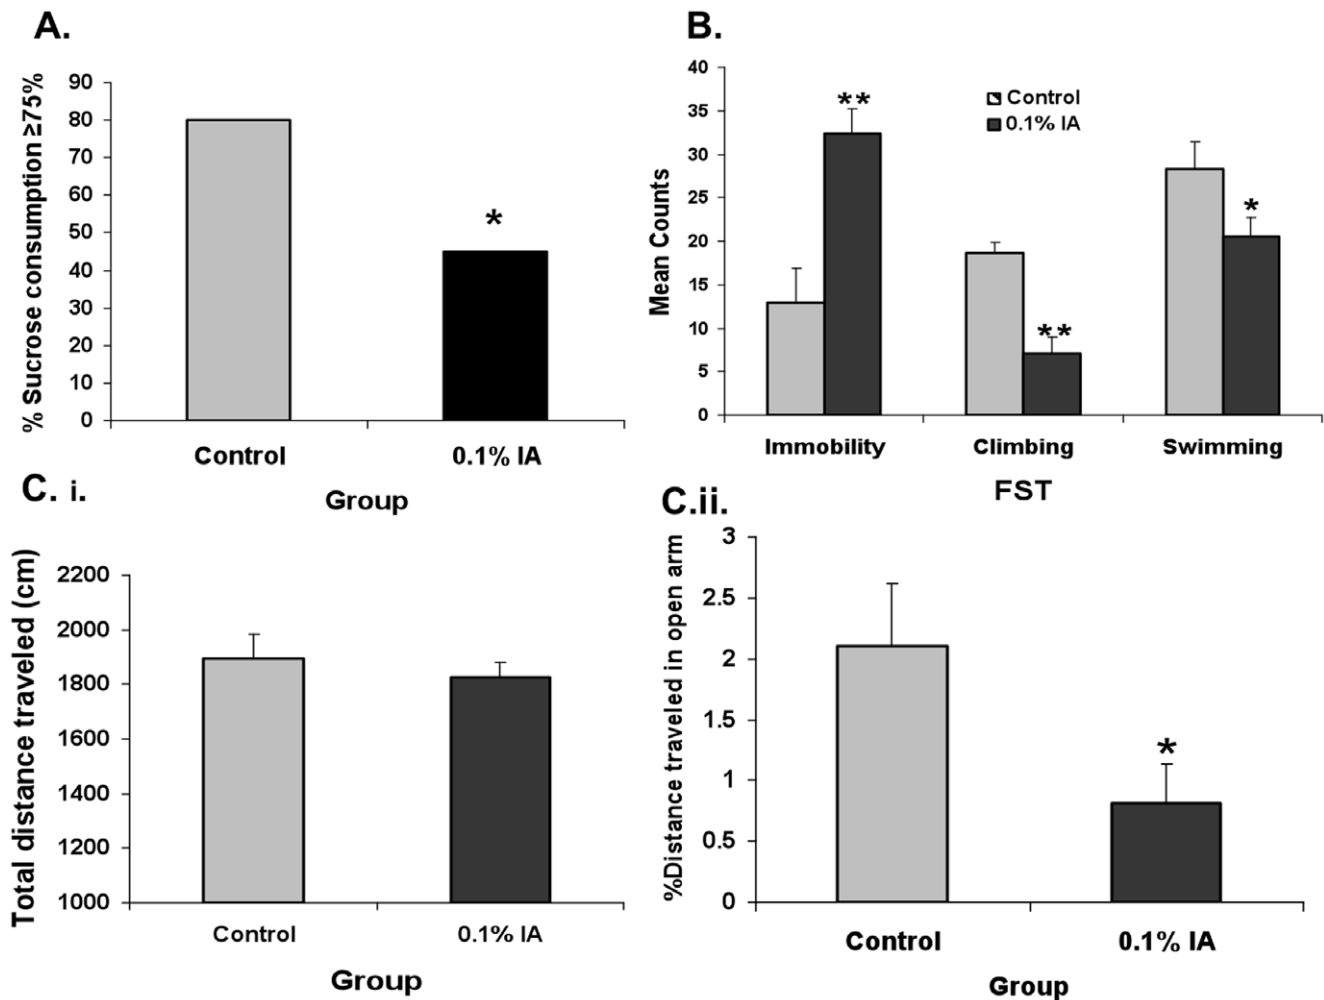 A.
% Sucrose consumption ≥75%
90
80
70
60
50
40
30
20
10
0
*
Control
0.1% IA
Group
B.
Mean Counts
40
35
30
25
20
15
10
5
0
Control
0.1% IA
**
**
*
Immobility
Climbing
Swimming
FST
C. i.
Total distance traveled (cm)
2200
2000
1800
1600
1400
1200
1000
Control
0.1% IA
Group
C.ii.
%Distance traveled in open arm
3
2.5
2
1.5
1
0.5
0
*
Control
0.1% IA
Group